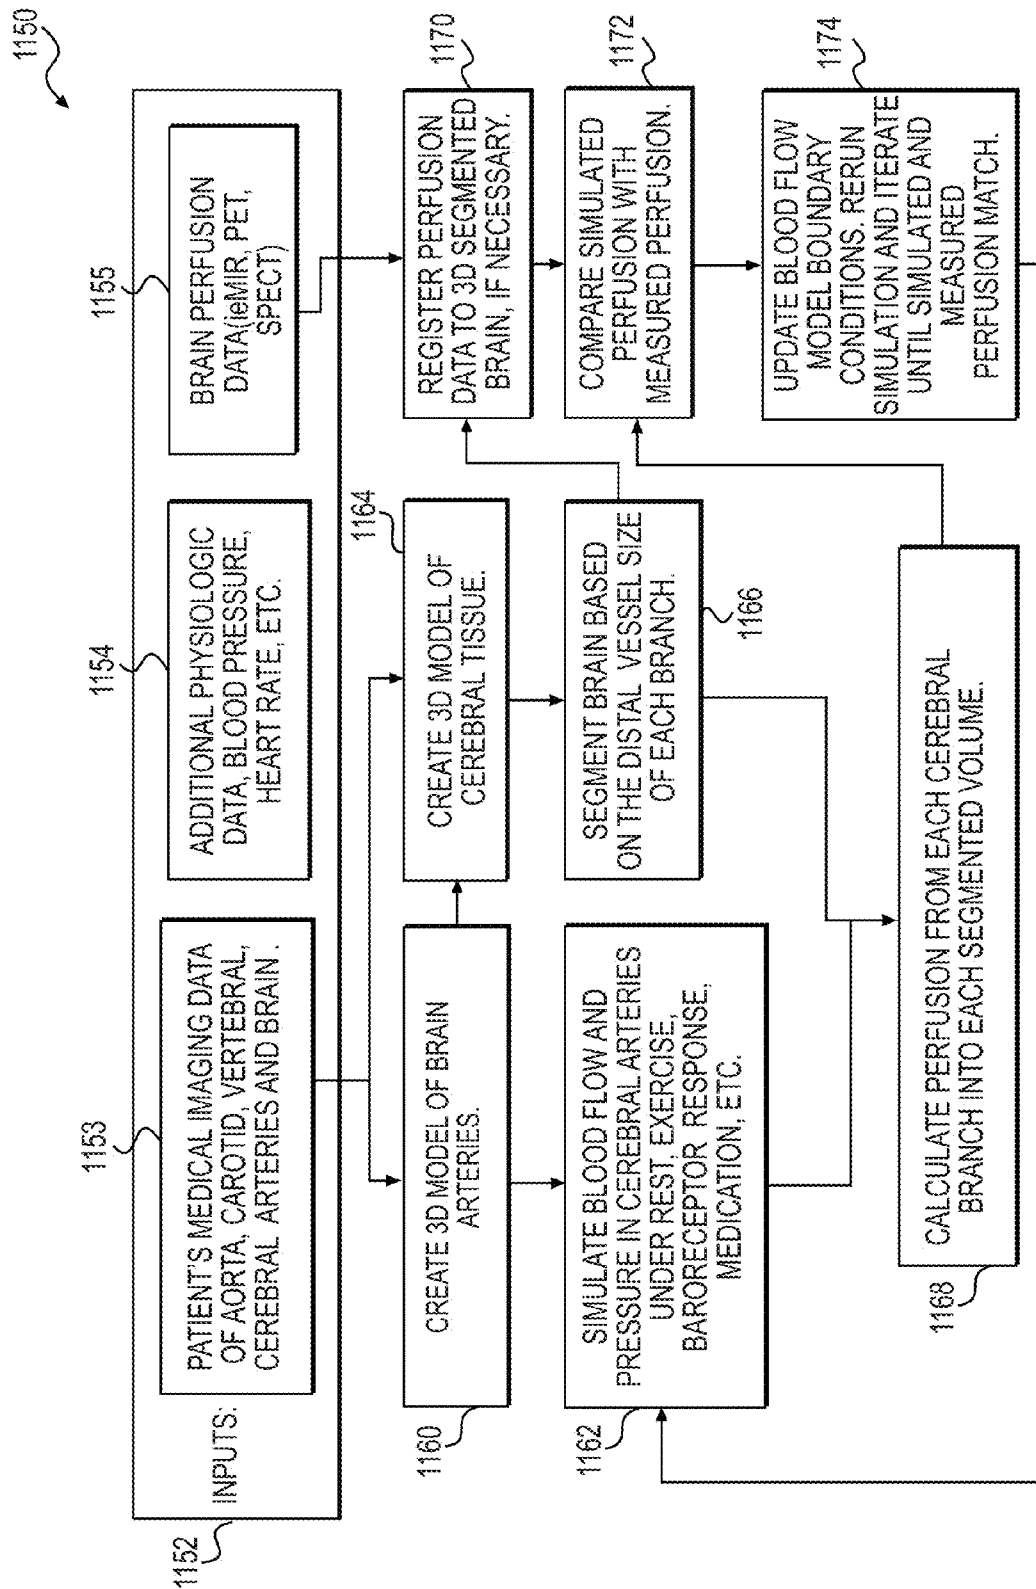 1150
1152
INPUTS:
1153
PATIENT'S MEDICAL IMAGING DATA
OF AORTA, CAROTID, VERTEBRAL,
CEREBRAL ARTERIES AND BRAIN .
1154
ADDITIONAL PHYSIOLOGIC
DATA, BLOOD PRESSURE,
HEART RATE, ETC.
1155
BRAIN PERFUSION
DATA(ieMIR, PET,
SPECT)
1160
CREATE 3D MODEL OF BRAIN
ARTERIES.
1164
CREATE 3D MODEL OF
CEREBRAL TISSUE.
1170
REGISTER PERFUSION
DATA TO 3D SEGMENTED
BRAIN, IF NECESSARY.
1162
SIMULATE BLOOD FLOW AND
PRESSURE IN CEREBRAL ARTERIES
UNDER REST, EXERCISE,
BARORECEPTOR RESPONSE,
MEDICATION, ETC.
1166
SEGMENT BRAIN BASED
ON THE DISTAL VESSEL SIZE
OF EACH BRANCH.
1172
COMPARE SIMULATED
PERFUSION WITH
MEASURED PERFUSION.
1168
CALCULATE PERFUSION FROM EACH CEREBRAL
BRANCH INTO EACH SEGMENTED VOLUME.
1174
UPDATE BLOOD FLOW
MODEL BOUNDARY
CONDITIONS. RERUN
SIMULATION AND ITERATE
UNTIL SIMULATED AND
MEASURED
PERFUSION MATCH.